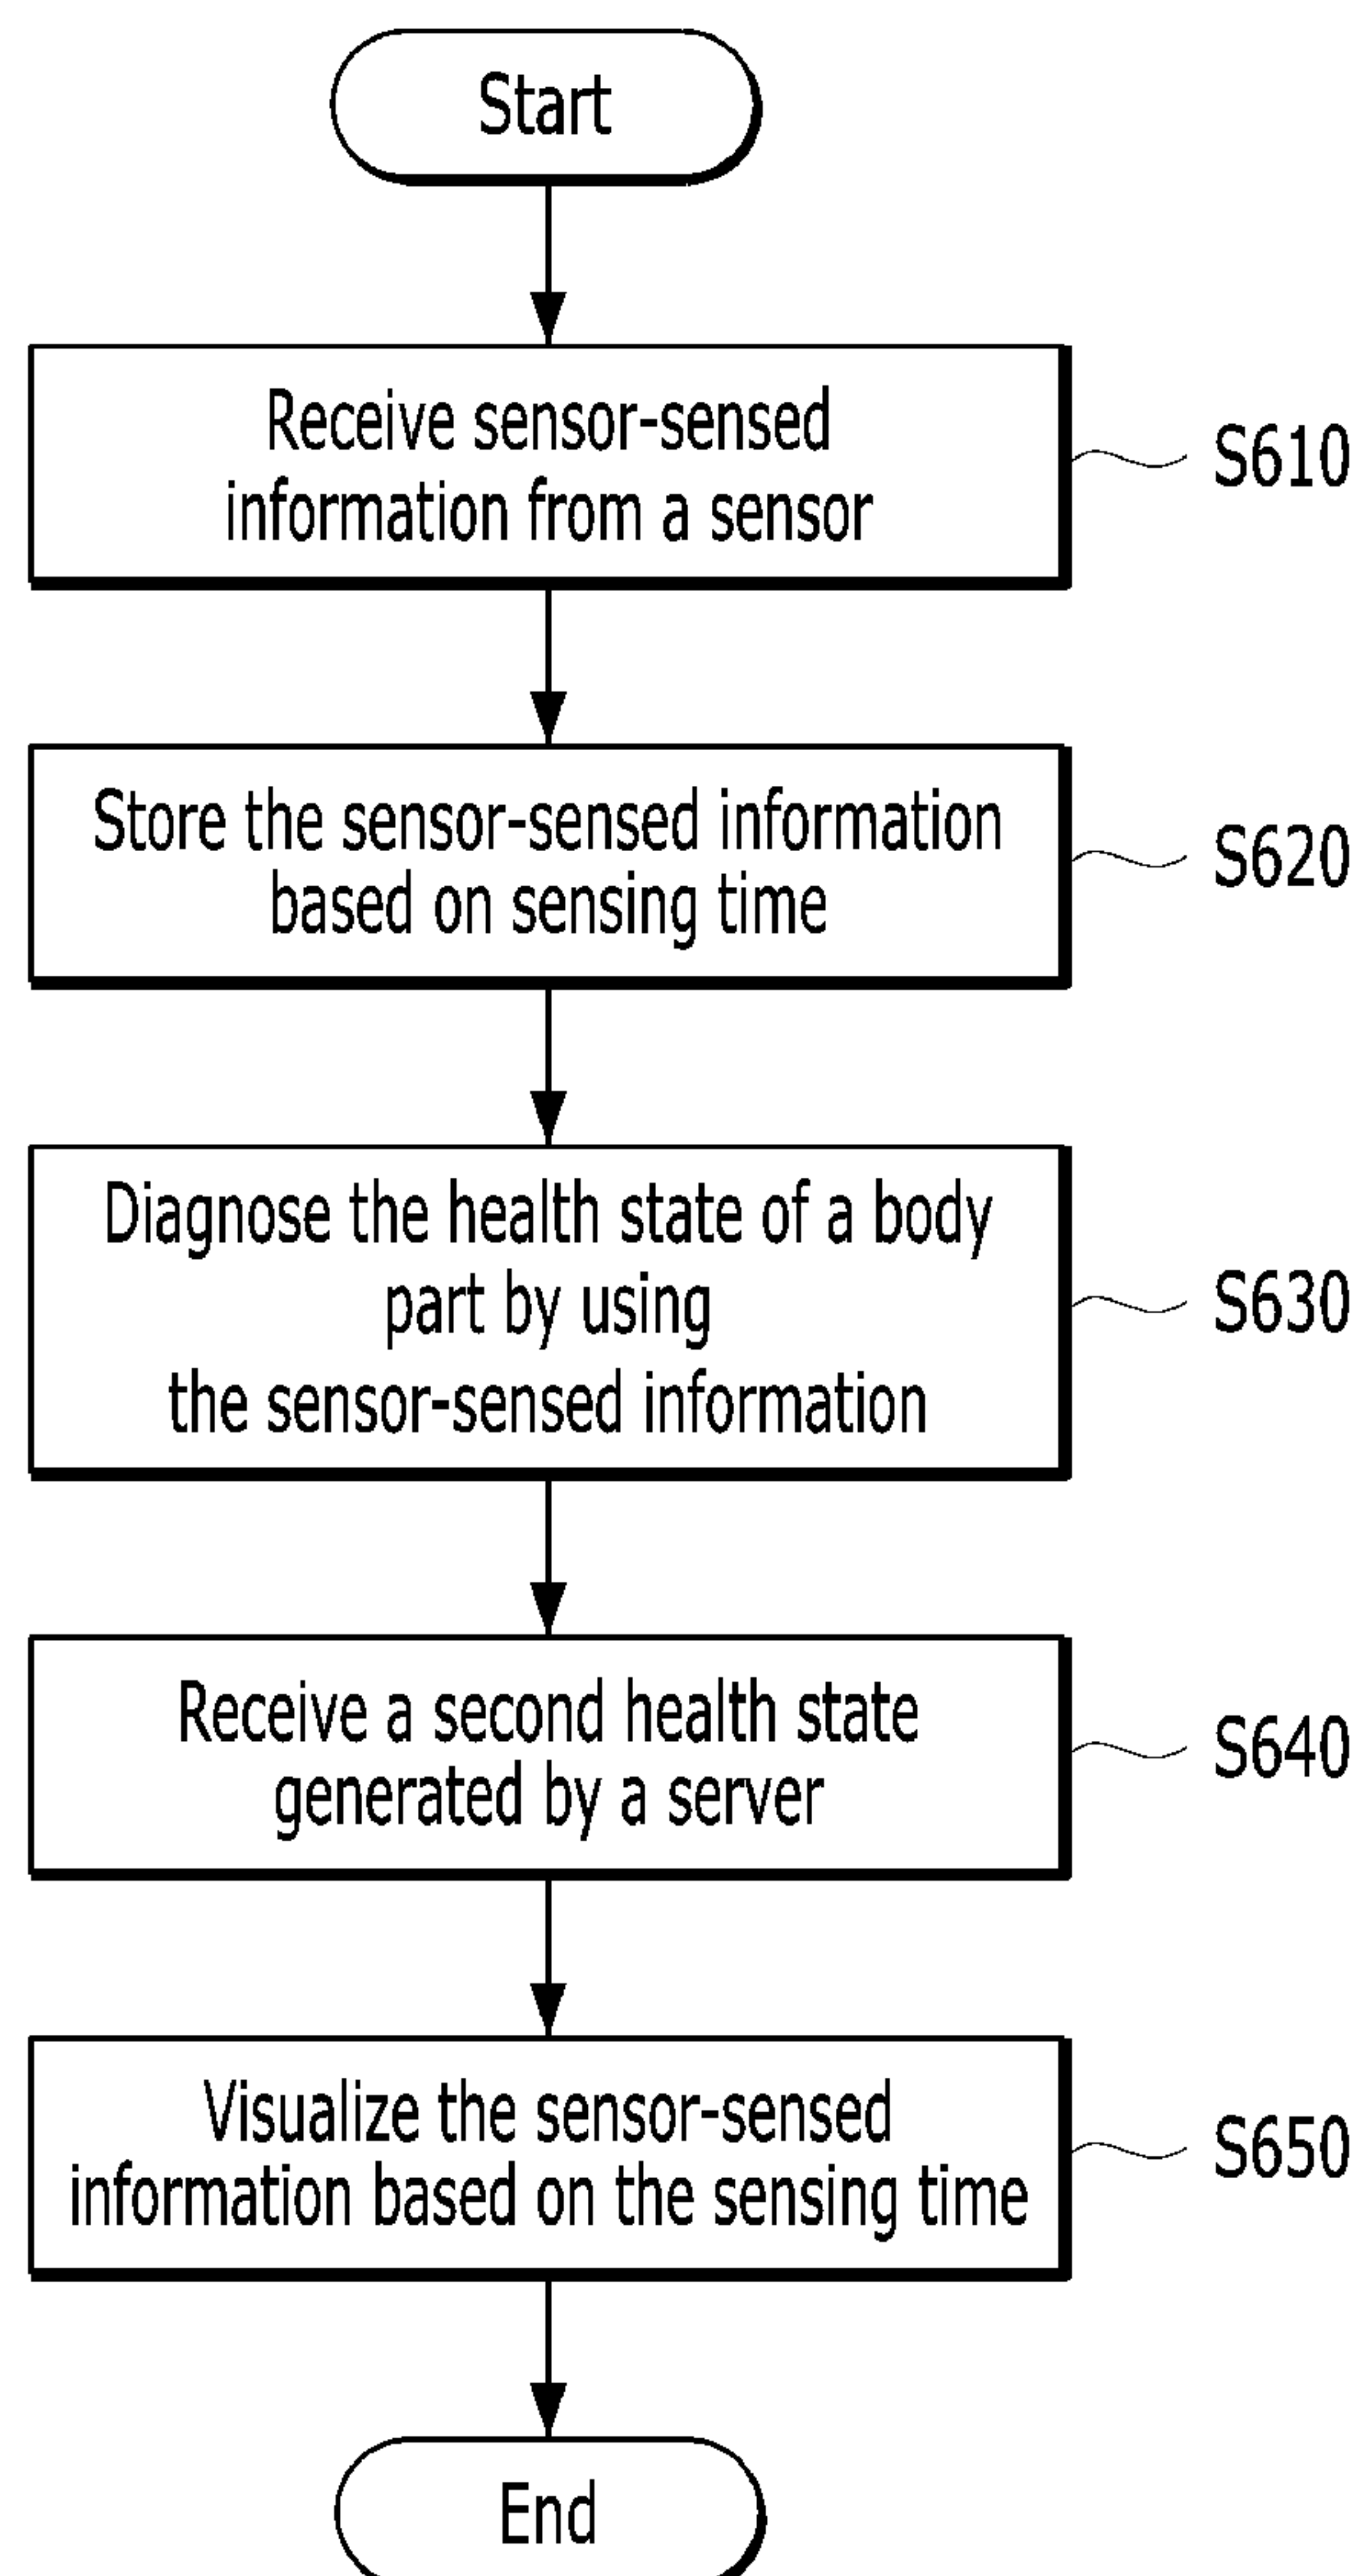 Start
Receive sensor-sensed
information from a sensor
S610
Store the sensor-sensed information
based on sensing time
S620
Diagnose the health state of a body
part by using
the sensor-sensed information
S630
Receive a second health state
generated by a server
S640
Visualize the sensor-sensed
information based on the sensing time
S650
End